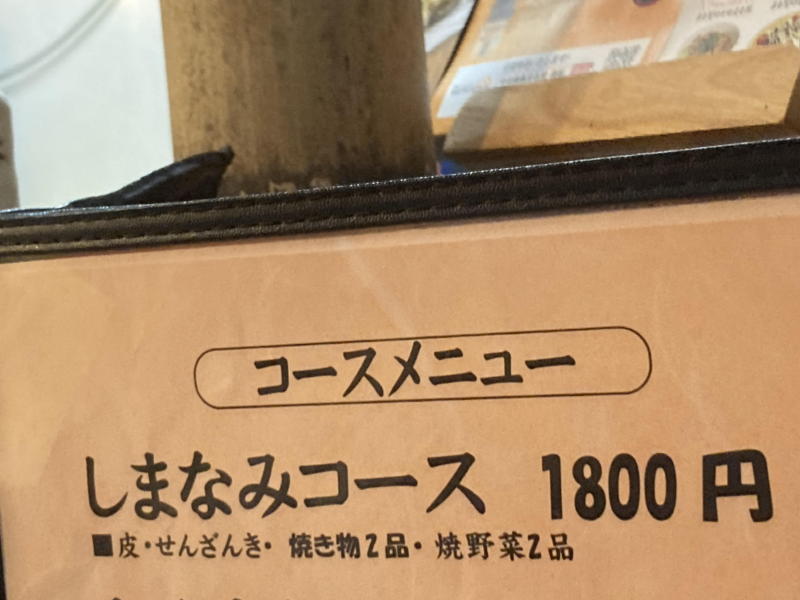 コースメニュー
しまなみコース 1800円
■皮・せんざんき・焼き物2品・焼野菜2品